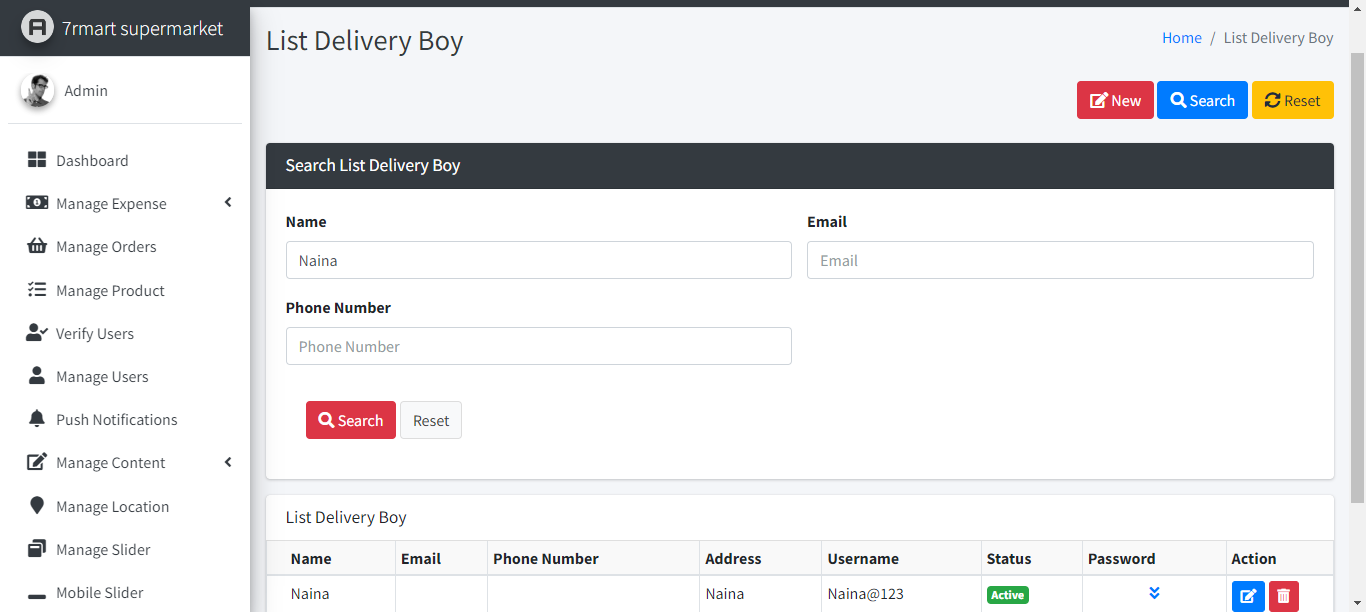 7rmart supermarket
Admin
Dashboard
Manage Expense
Manage Orders
Manage Product
Verify Users
Manage Users
Push Notifications
Manage Content
Manage Location
Manage Slider
Mobile Slider
List Delivery Boy
Home / List Delivery Boy
New Search Reset
Search List Delivery Boy
Name Email
Naina Email
Phone Number
Phone Number
Search Reset
List Delivery Boy
Name Email Phone Number Address Username Status Password Action
Naina Naina Naina@123 Active